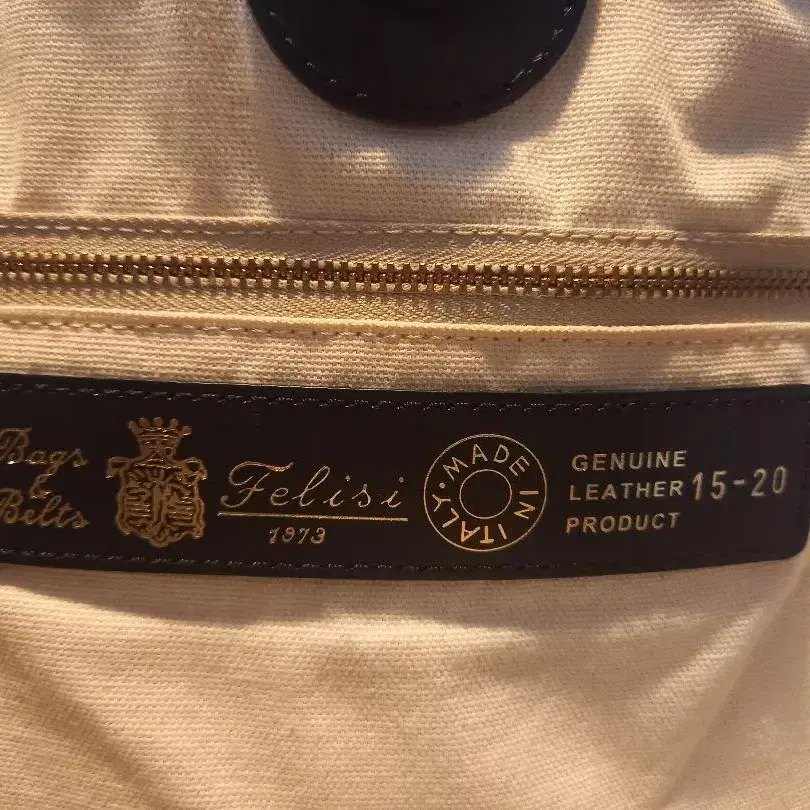 Bags
&
Belts
Felisi
1973
MADE IN ITALY
GENUINE
LEATHER 15-20
PRODUCT